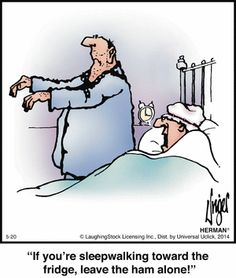 Unger
HERMAN®
5-20
© LaughingStock Licensing Inc., Dist. by Universal Uclick, 2014
"If you're sleepwalking toward the
fridge, leave the ham alone!"